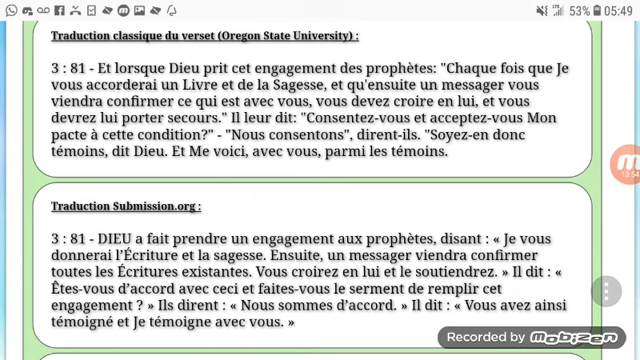 53% 05:49
Traduction classique du verset (Oregon State University) :
3 : 81 - Et lorsque Dieu prit cet engagement des prophètes: "Chaque fois que Je
vous accorderai un Livre et de la Sagesse, et qu'ensuite un messager vous
viendra confirmer ce qui est avec vous, vous devez croire en lui, et vous
devrez lui porter secours." Il leur dit: "Consentez-vous et acceptez-vous Mon
pacte à cette condition?" - "Nous consentons", dirent-ils. "Soyez-en donc
témoins, dit Dieu. Et Me voici, avec vous, parmi les témoins.
13:54
Traduction Submission.org :
3 : 81 - DIEU a fait prendre un engagement aux prophètes, disant : « Je vous
donnerai l'Écriture et la sagesse. Ensuite, un messager viendra confirmer
toutes les Écritures existantes. Vous croirez en lui et le soutiendrez. » Il dit : «
Êtes-vous d'accord avec ceci et faites-vous le serment de remplir cet
engagement ? » Ils dirent : « Nous sommes d'accord. » Il dit : « Vous avez ainsi
témoigné et Je témoigne avec vous. »
Recorded by Mobizen